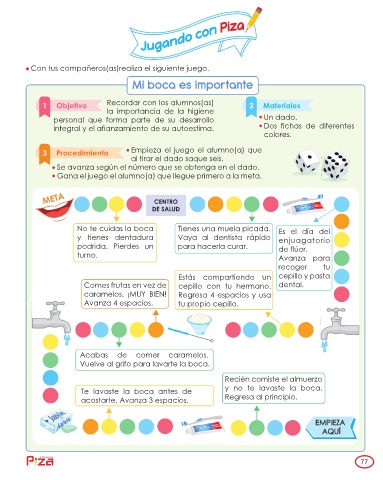 Jugando con Piza
• Con tus compañeros(as)realiza el siguiente juego.
Mi boca es importante
1 Objetivo
Recordar con los alumnos(as)
la importancia de la higiene
personal que forma parte de su desarrollo
integral y el afianzamiento de su autoestima.
2 Materiales
• Un dado.
• Dos fichas de diferentes
colores.
3 Procedimiento
• Empieza el juego el alumno(a) que
al tirar el dado saque seis.
• Se avanza según el número que se obtenga en el dado.
• Gana el juego el alumno(a) que llegue primero a la meta.
META
CENTRO
DE SALUD
No te cuidas la boca
y tienes dentadura
podrida. Pierdes un
turno.
Tienes una muela picada.
Vaya al dentista rápido
para hacerla curar.
Es el día del
enjuagatorio
de flúor.
Avanza para
recoger tu
cepillo y pasta
dental.
Comes frutas en vez de
caramelos. ¡MUY BIEN!
Avanza 4 espacios.
Estás compartiendo un
cepillo con tu hermano.
Regresa 4 espacios y usa
tu propio cepillo.
Acabas de comer caramelos.
Vuelve al grifo para lavarte la boca.
Te lavaste la boca antes de
acostarte. Avanza 3 espacios.
Recién comiste el almuerzo
y no te lavaste la boca.
Regresa al principio.
EMPIEZA
AQUÍ
Piza
77